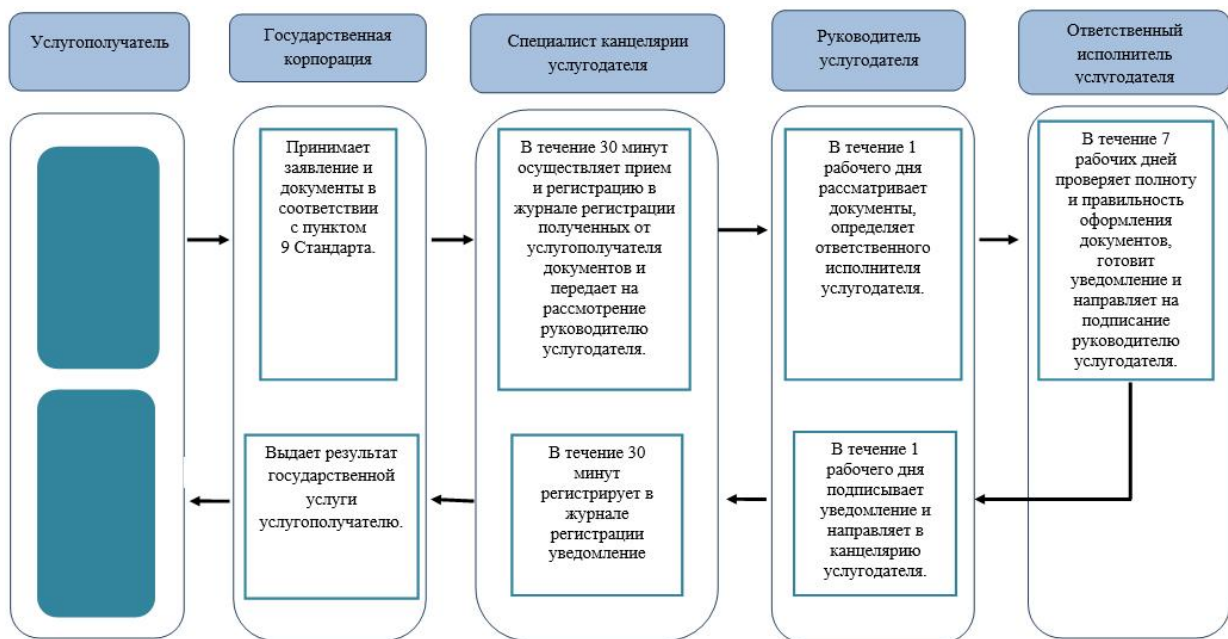 Услугополучатель
Государственная
корпорация
Специалист канцелярии
услугодателя
Руководитель
услугодателя
Ответственный
исполнитель
услугодателя
Принимает
заявление и
документы в
соответствии
с пунктом
9 Стандарта.
В течение 30 минут
осуществляет прием
и регистрацию в
журнале регистрации
полученных от
услугополучателя
документов и
передает на
рассмотрение
руководителю
услугодателя.
В течение 1
рабочего дня
рассматривает
документы,
определяет
ответственного
исполнителя
услугодателя.
В течение 7
рабочих дней
проверяет полноту
и правильность
оформления
документов,
готовит
уведомление и
направляет на
подписание
руководителю
услугодателя.
Выдает результат
государственной
услуги
услугополучателю.
В течение 30
минут
регистрирует в
журнале
регистрации
уведомление
В течение 1
рабочего дня
подписывает
уведомление и
направляет в
канцелярию
услугодателя.